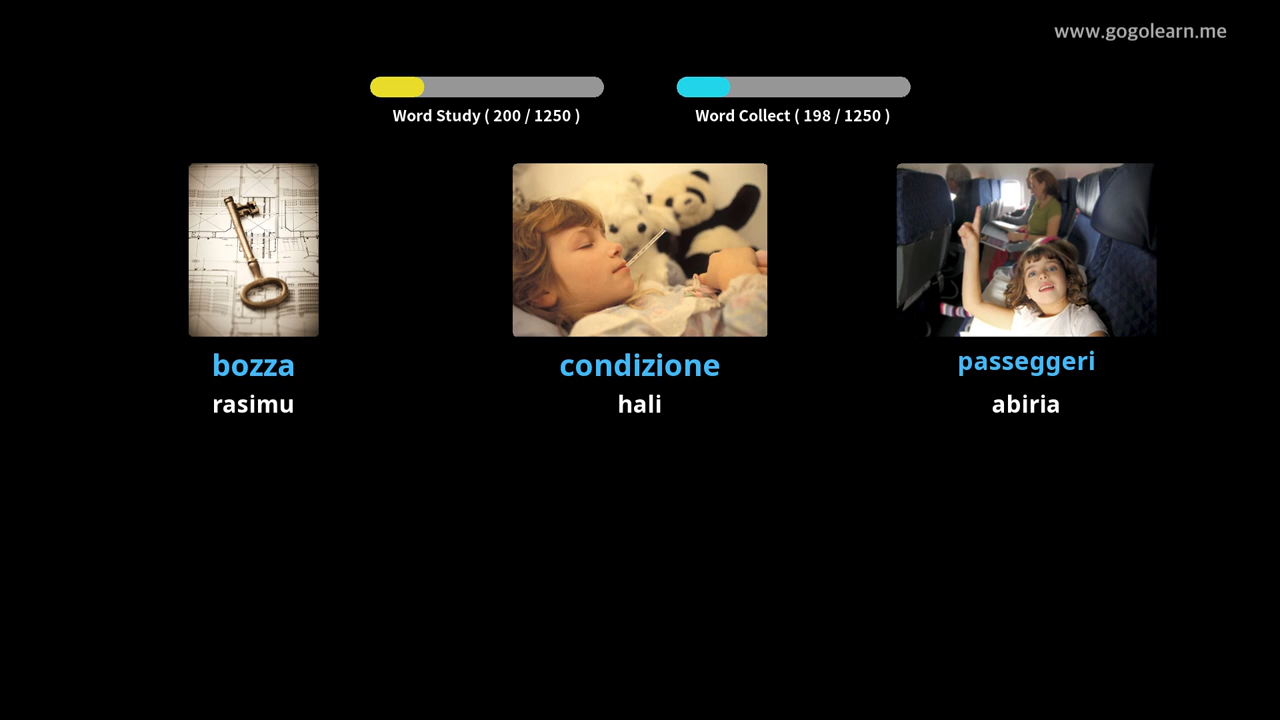 www.gogolearn.me
Word Study ( 200 / 1250 )
Word Collect ( 198 / 1250 )
bozza
rasimu
condizione
hali
passeggeri
abiria